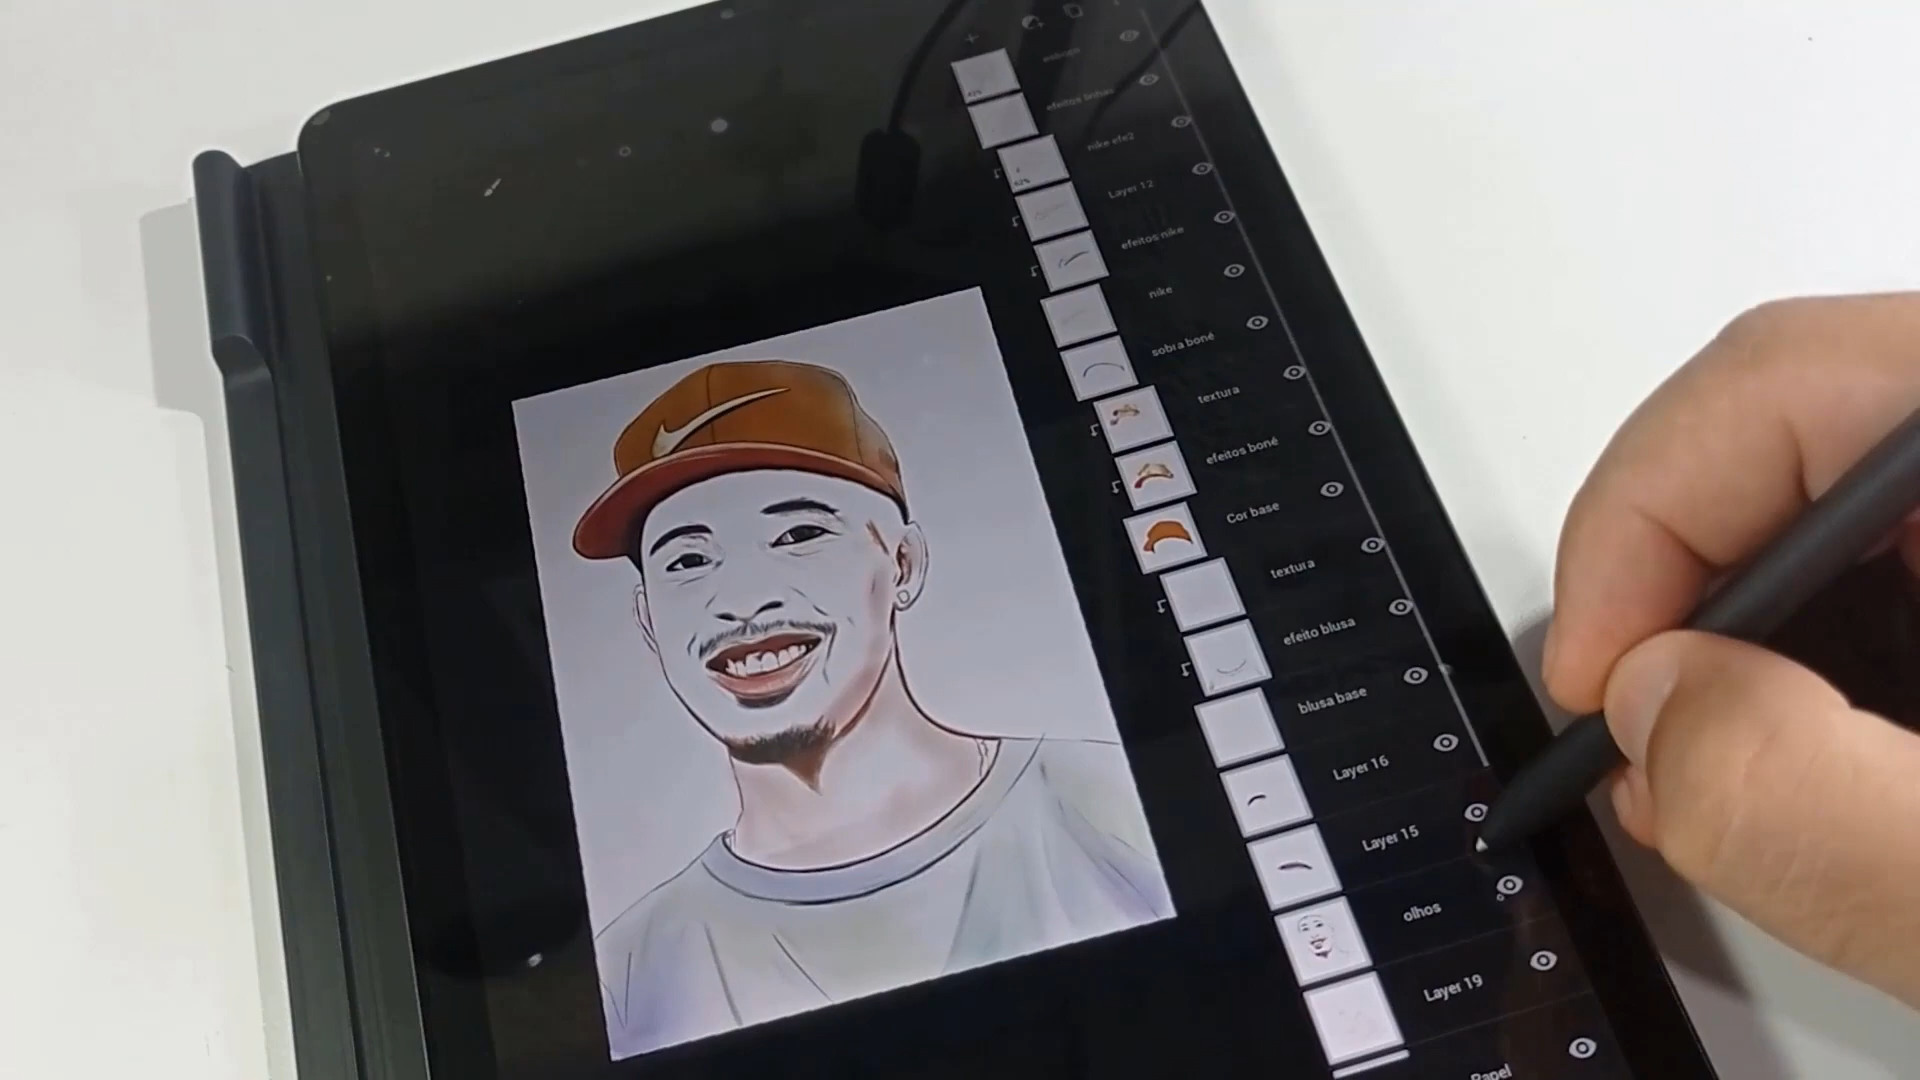 esboço
efeitos linhas
nike efe2
Layer 12
efeitos nike
nike
sobra boné
textura
efeitos boné
Cor base
textura
efeito blusa
blusa base
Layer 16
Layer 15
olhos
Layer 19
Papel